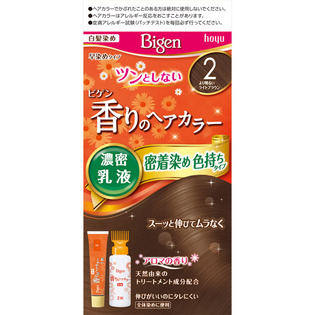 ●ヘアカラーでかぶれたことのある方には絶対に使用しないでください。
●ヘアカラーはアレルギー反応をおこすことがあります。
●皮膚アレルギー試験(パッチテスト)を毎回必ず行ってください。
白髪染め
Bigen
hoyu
早染めタイプ
ツンとしない
2
より明るい
ライトブラウン
ビゲン
香りのヘアカラー
濃密
乳液
密着染め 色持ちタイプ
スーッと伸びてムラなく
アロマの香り
天然由来の
トリートメント成分配合
伸びがいいのにタレにくい
全体染めに便利
Bigen
2剤